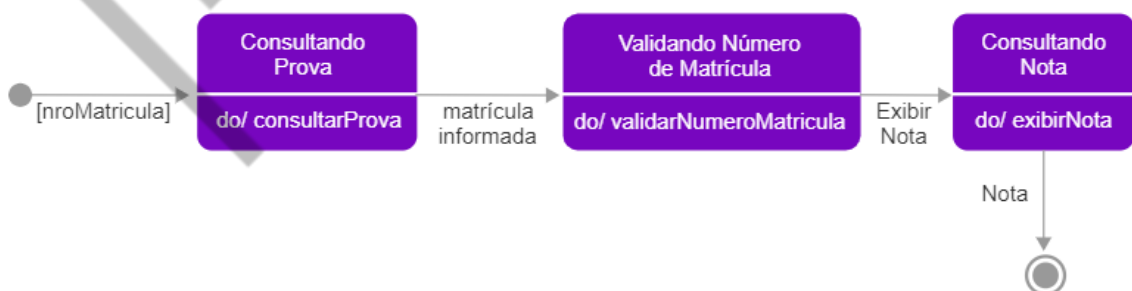 Consultando
Prova
do/ consultarProva
Validando Número
de Matrícula
do/ validarNumeroMatricula
Consultando
Nota
do/ exibirNota
[nroMatricula]
matrícula
informada
Exibir
Nota
Nota